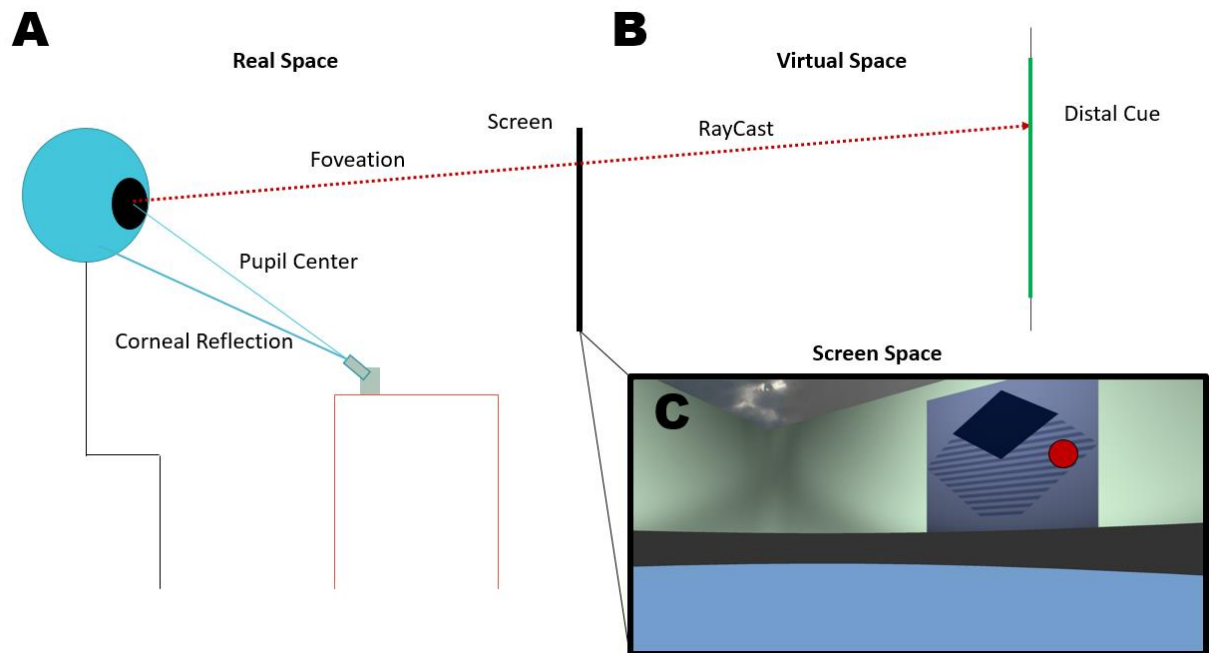 A
B
Real Space
Virtual Space
Screen
Distal Cue
RayCast
Foveation
Pupil Center
Corneal Reflection
Screen Space
C